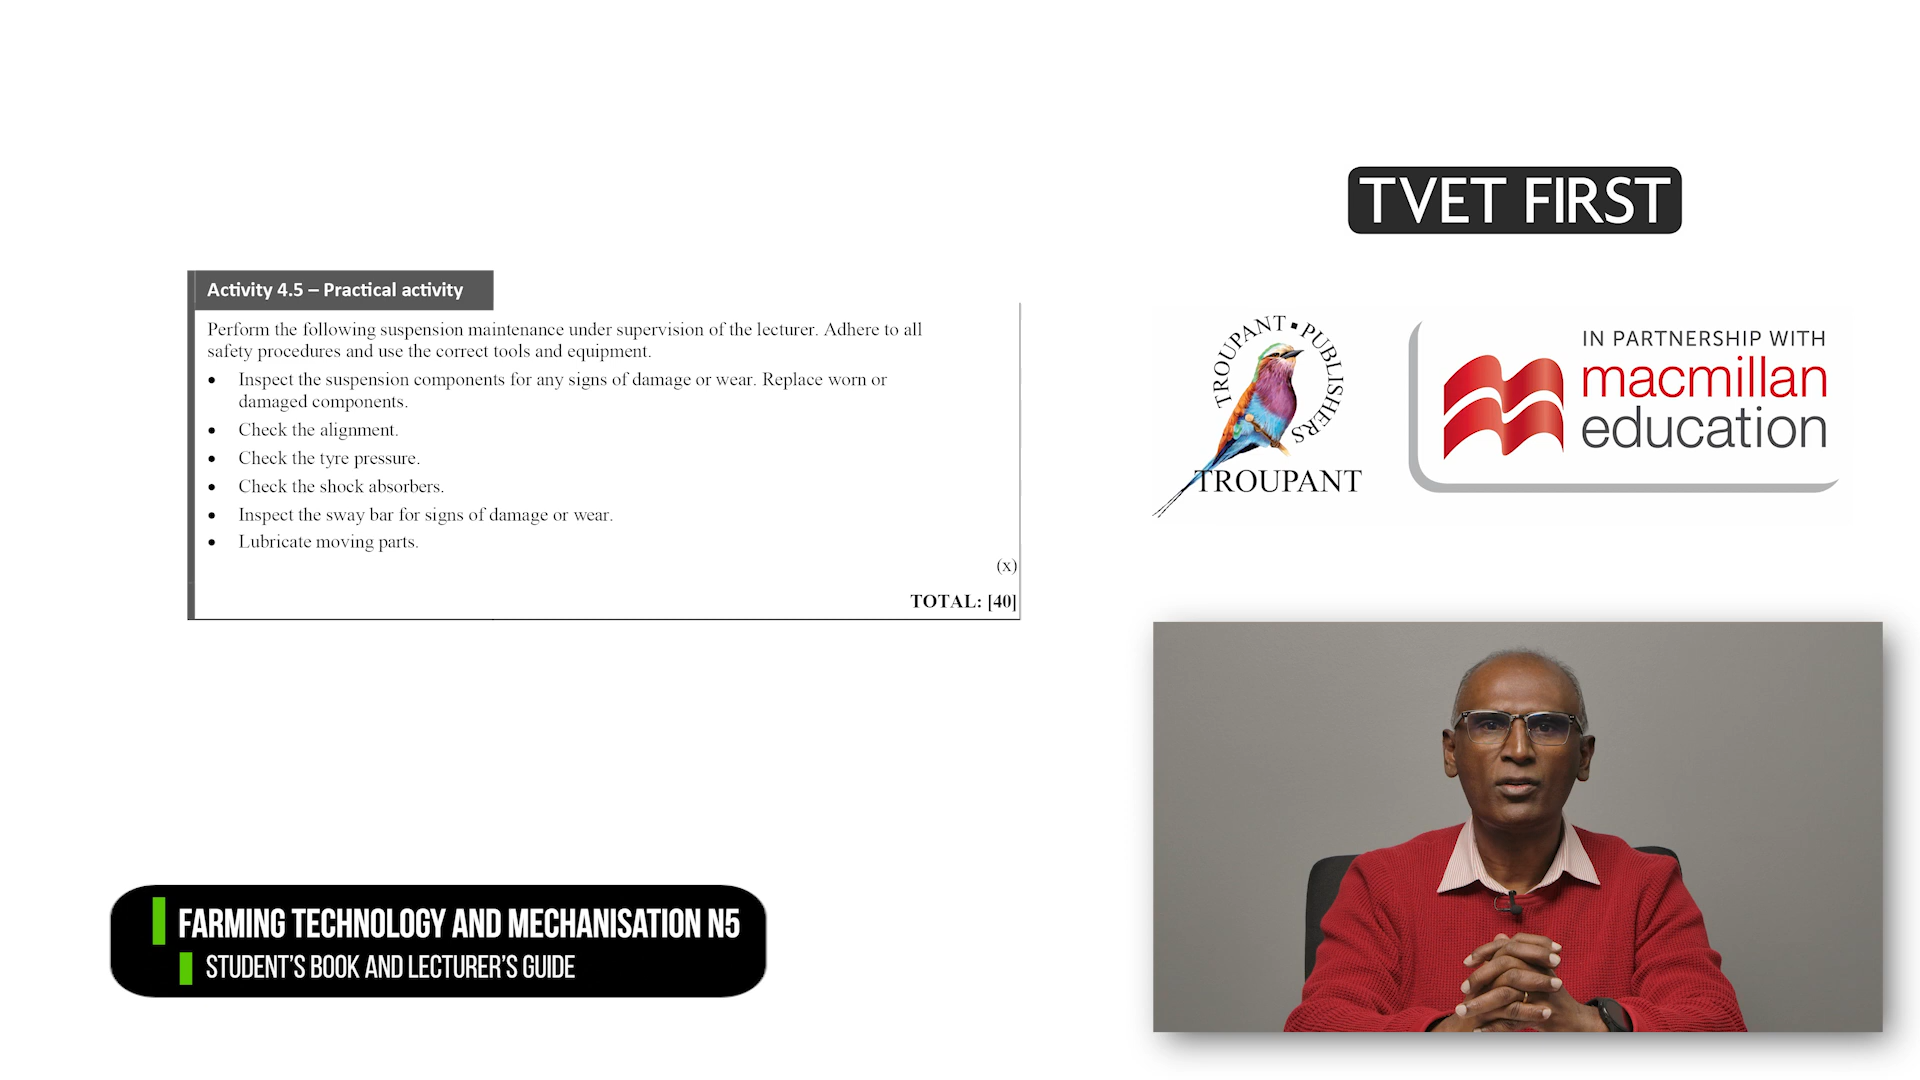 TVET FIRST
Activity 4.5 – Practical activity
Perform the following suspension maintenance under supervision of the lecturer. Adhere to all
safety procedures and use the correct tools and equipment.
• Inspect the suspension components for any signs of damage or wear. Replace worn or
damaged components.
• Check the alignment.
• Check the tyre pressure.
• Check the shock absorbers.
• Inspect the sway bar for signs of damage or wear.
• Lubricate moving parts.
(x)
TOTAL: [40]
TROUPANT ▪ PUBLISHERS
TROUPANT
IN PARTNERSHIP WITH
macmillan
education
FARMING TECHNOLOGY AND MECHANISATION N5
STUDENT'S BOOK AND LECTURER'S GUIDE